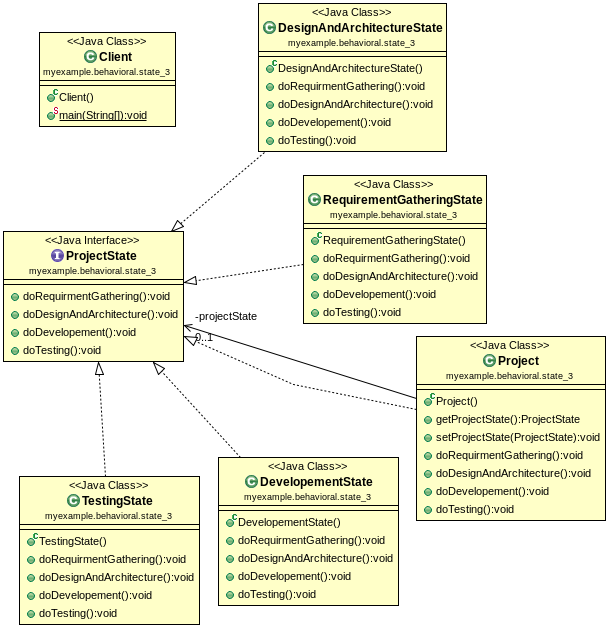 <<Java Class>>
DesignAndArchitectureState
myexample.behavioral.state_3
DesignAndArchitectureState()
doRequirmentGathering():void
doDesignAndArchitecture():void
doDevelopement():void
doTesting():void
<<Java Class>>
Client
myexample.behavioral.state_3
Client()
main(String[]):void
<<Java Class>>
RequirementGatheringState
myexample.behavioral.state_3
RequirementGatheringState()
doRequirmentGathering():void
doDesignAndArchitecture():void
doDevelopement():void
doTesting():void
<<Java Interface>>
ProjectState
myexample.behavioral.state_3
doRequirmentGathering():void
doDesignAndArchitecture():void
doDevelopement():void
doTesting():void
-projectState
0..1
<<Java Class>>
Project
myexample.behavioral.state_3
Project()
getProjectState():ProjectState
setProjectState(ProjectState):void
doRequirmentGathering():void
doDesignAndArchitecture():void
doDevelopement():void
doTesting():void
<<Java Class>>
TestingState
myexample.behavioral.state_3
TestingState()
doRequirmentGathering():void
doDesignAndArchitecture():void
doDevelopement():void
doTesting():void
<<Java Class>>
DevelopementState
myexample.behavioral.state_3
DevelopementState()
doRequirmentGathering():void
doDesignAndArchitecture():void
doDevelopement():void
doTesting():void